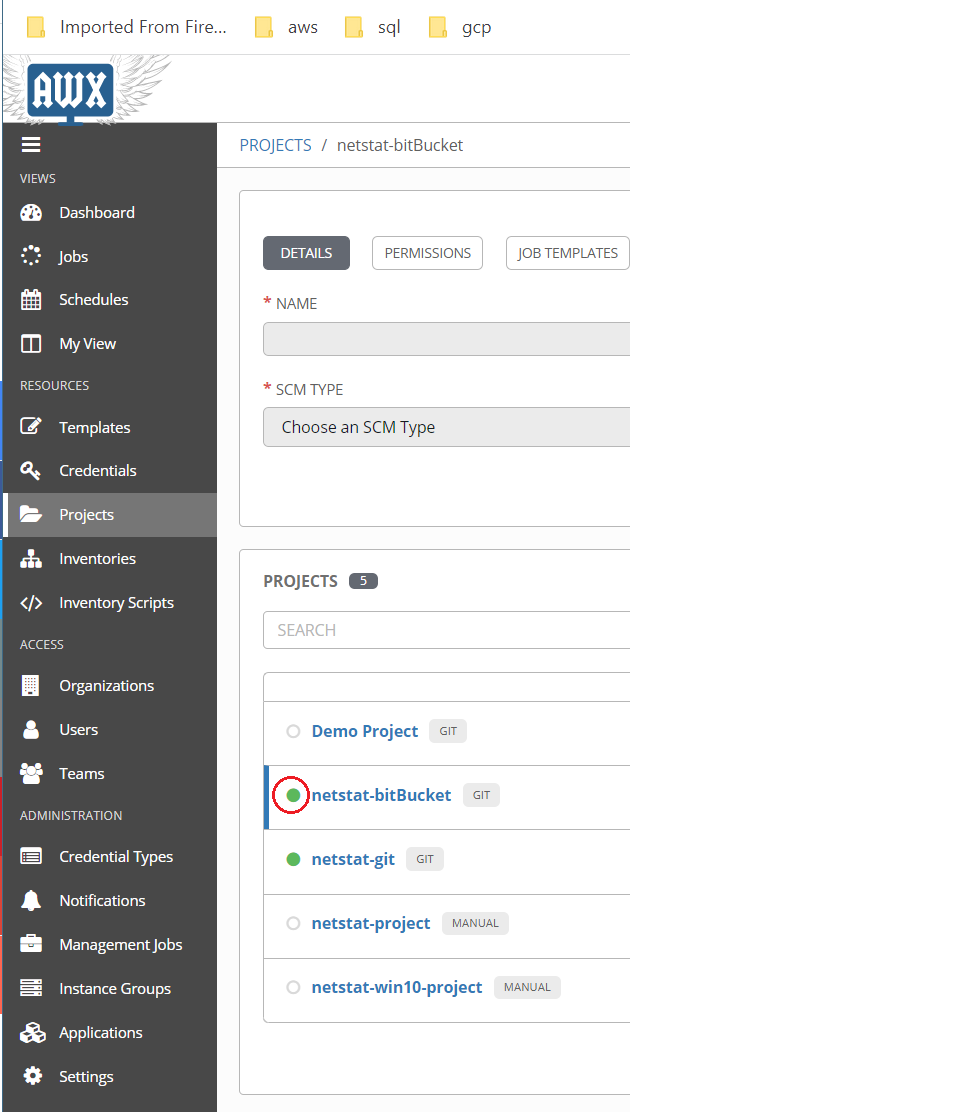 Imported From Fire... aws sql gcp
AWX
PROJECTS / netstat-bitBucket
VIEWS
Dashboard
Jobs
Schedules
My View
RESOURCES
Templates
Credentials
Projects
Inventories
Inventory Scripts
ACCESS
Organizations
Users
Teams
ADMINISTRATION
Credential Types
Notifications
Management Jobs
Instance Groups
Applications
Settings
DETAILS PERMISSIONS JOB TEMPLATES
* NAME
* SCM TYPE
Choose an SCM Type
PROJECTS 5
SEARCH
Demo Project GIT
netstat-bitBucket GIT
netstat-git GIT
netstat-project MANUAL
netstat-win10-project MANUAL